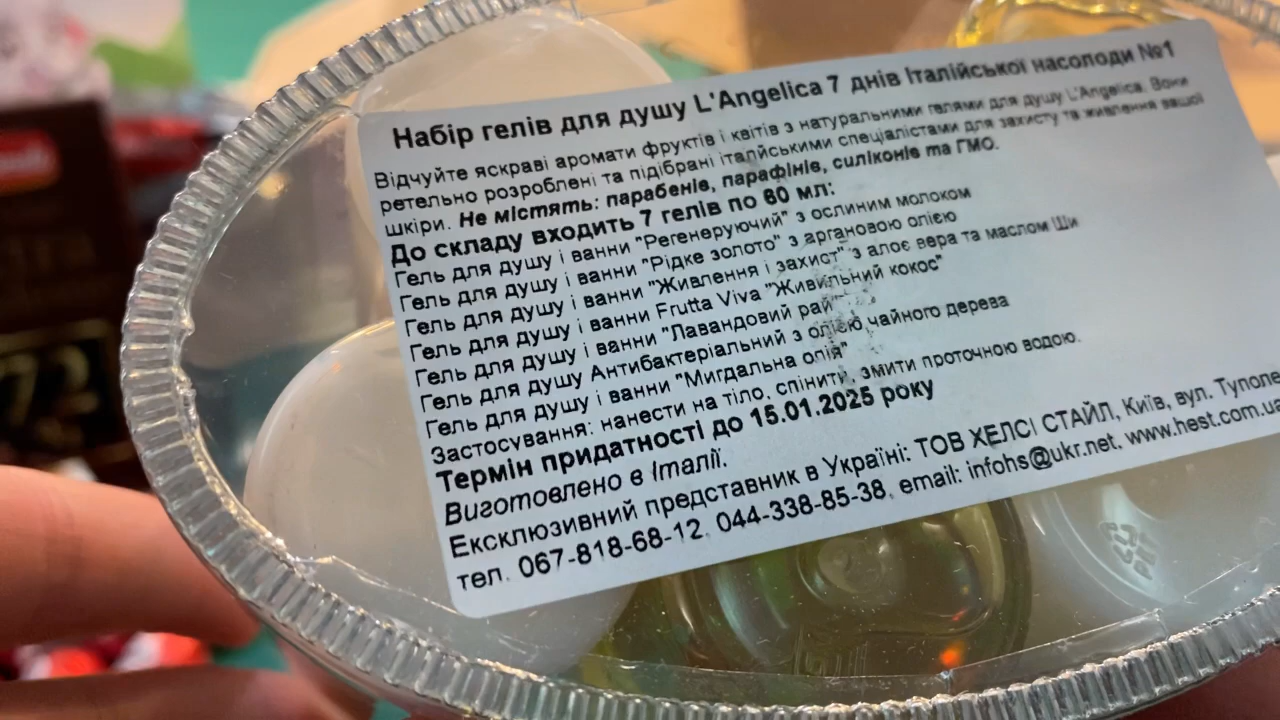 Набір гелів для душу L'Angelica 7 днів Італійської насолоди №1
Відчуйте яскраві аромати фруктів і квітів з натуральними гелями для душу L'Angelica. Вони
ретельно розроблені та підібрані італійськими спеціалістами для захисту та живлення вашої
шкіри. Не містять: парабенів, парафінів, силіконів та ГМО.
До складу входить 7 гелів по 60 мл:
Гель для душу і ванни "Регенеруючий" з ослиним молоком
Гель для душу і ванни "Рідке золото" з аргановою олією
Гель для душу і ванни "Живлення і захист" з алоє вера та маслом Ши
Гель для душу і ванни Frutta Viva "Живильний кокос"
Гель для душу і ванни "Лавандовий рай"
Гель для душу Антибактеріальний з олією чайного дерева
Гель для душу і ванни "Мигдальна олія"
Застосування: нанести на тіло, спінити, змити проточною водою.
Термін придатності до 15.01.2025 року
Виготовлено в Італії.
Ексклюзивний представник в Україні: ТОВ ХЕЛСІ СТАЙЛ, Київ, вул. Туполе
тел. 067-818-68-12, 044-338-85-38, email: infohs@ukr.net, www.hest.com.ua